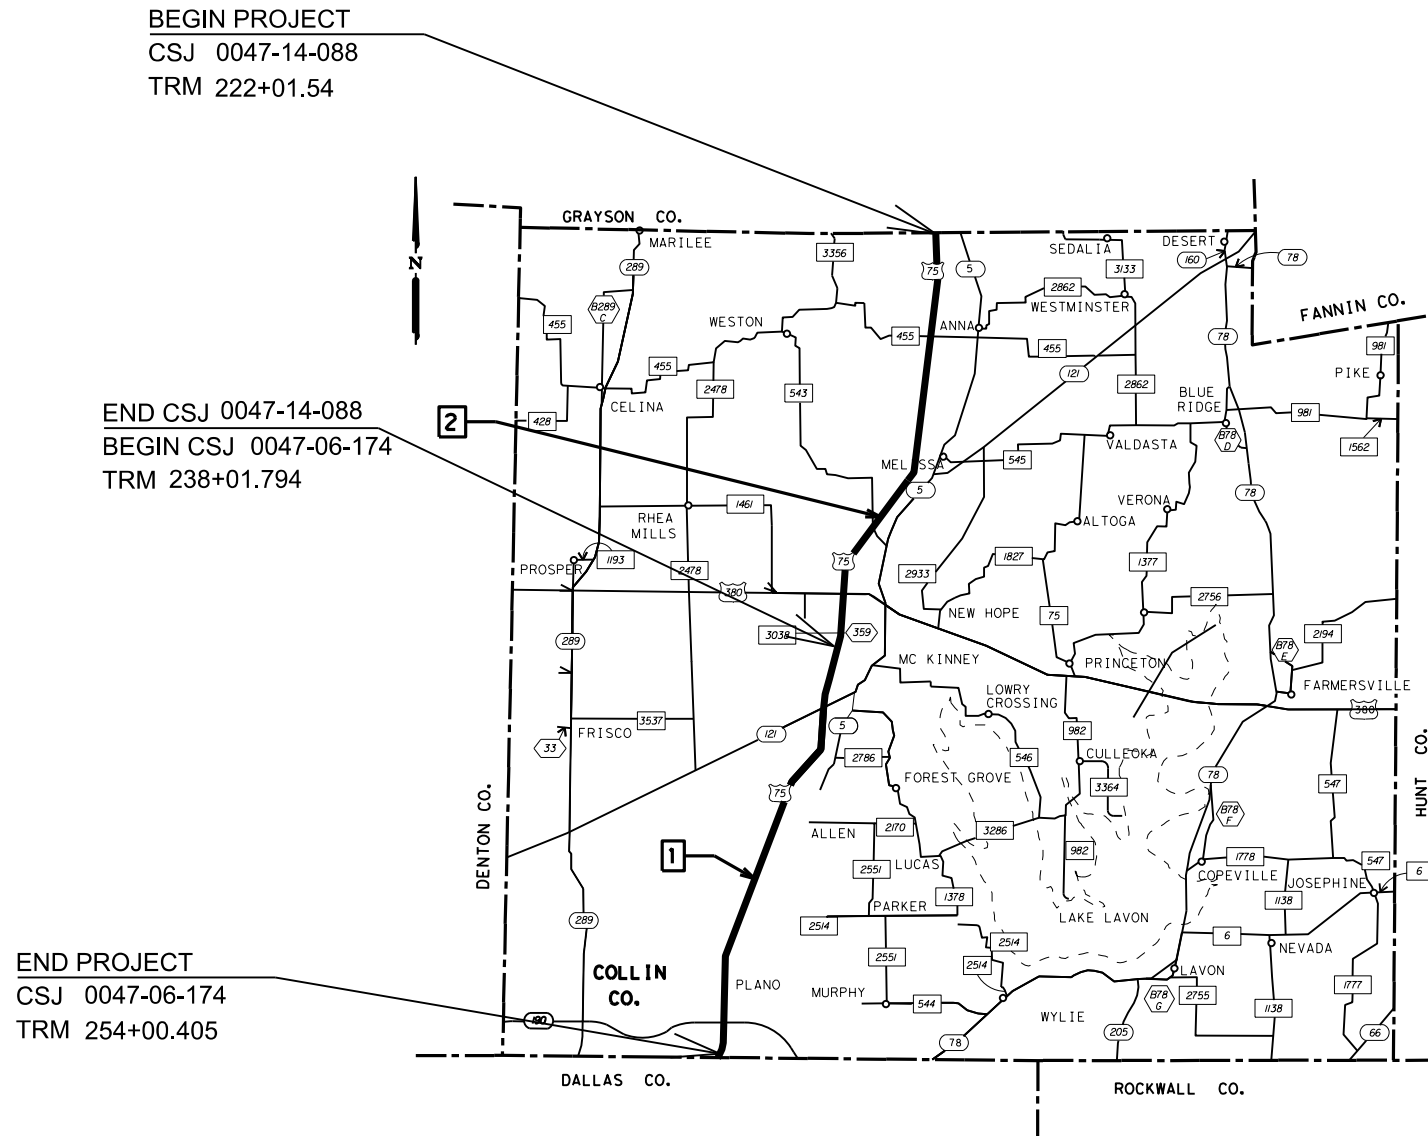 BEGIN PROJECT
CSJ 0047-14-088
TRM 222+01.54
N
GRAYSON CO.
MARILEE
3356
SEDALIA
DESERT
160
78
289
75
5
3133
2862
WESTMINSTER
FANNIN CO.
B289
C
455
WESTON
ANNA
455
455
78
981
PIKE
121
455
2478
543
2862
BLUE
RIDGE
CELINA
428
981
1562
END CSJ 0047-14-088
BEGIN CSJ 0047-06-174
TRM 238+01.794
2
B78
D
VALDASTA
MELISSA
545
5
78
VERONA
1461
RHEA
MILLS
ALTOGA
PROSPER
1193
2478
75
2933
1827
1377
380
NEW HOPE
75
2756
289
3038
359
2194
B78
E
MC KINNEY
PRINCETON
FARMERSVILLE
LOWRY
CROSSING
380
3537
FRISCO
33
121
5
982
CULLEOKA
2786
546
FOREST GROVE
78
3364
547
HUNT CO.
DENTON CO.
75
B78
F
ALLEN
2170
3286
1
LUCAS
982
1778
547
2551
COPEVILLE
JOSEPHINE
6
1378
1138
PARKER
LAKE LAVON
289
2514
2514
6
NEVADA
2551
2514
LAVON
END PROJECT
CSJ 0047-06-174
TRM 254+00.405
COLLIN
CO.
PLANO
MURPHY
544
B78
G
2755
1777
1138
190
WYLIE
205
66
78
DALLAS CO.
ROCKWALL CO.